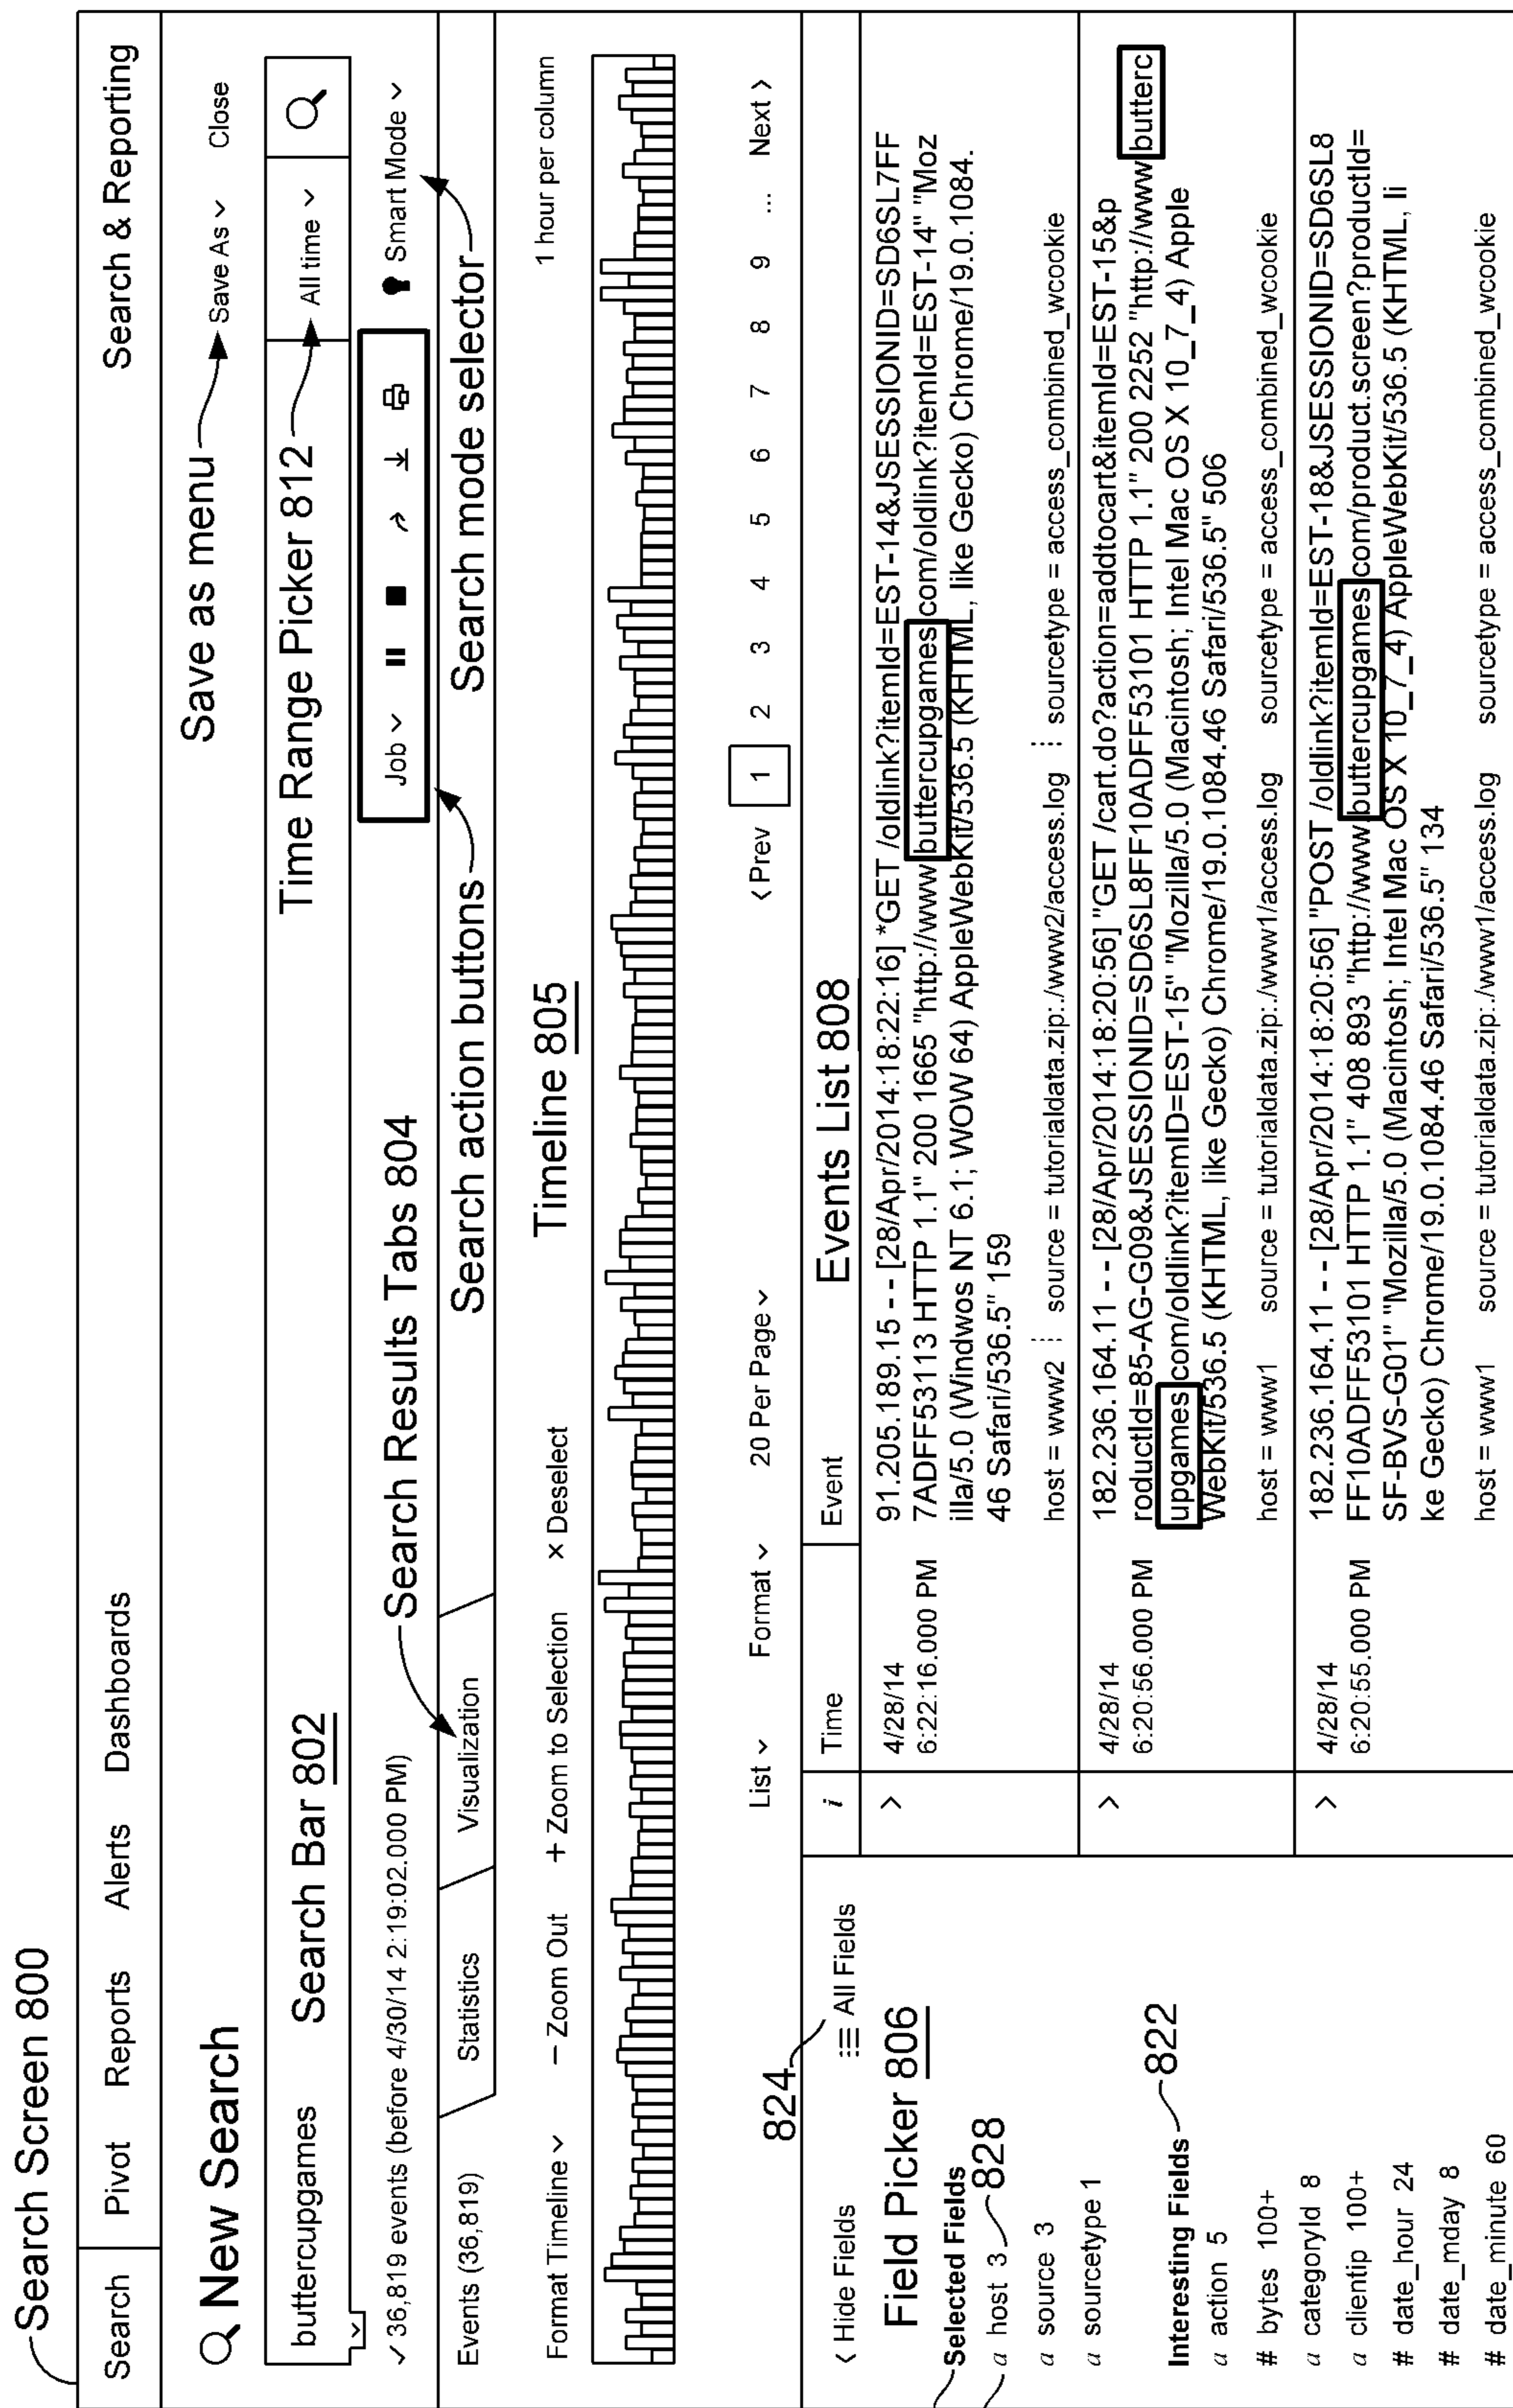 Search Screen 800
Search Pivot Reports Alerts Dashboards Search & Reporting
New Search
Save as menu
Save As Close
buttercupgames
Search Bar 802
Time Range Picker 812
All time
✓ 36,819 events (before 4/30/14 2:19:02.000 PM)
Search Results Tabs 804
Job
Smart Mode
Events (36,819) Statistics Visualization
Search action buttons
Search mode selector
Format Timeline
— Zoom Out
+ Zoom to Selection
× Deselect
Timeline 805
1 hour per column
List Format 20 Per Page
< Prev 1 2 3 4 5 6 7 8 9 ... Next >
824
< Hide Fields
All Fields
Field Picker 806
Selected Fields
a host 3
828
a source 3
a sourcetype 1
Interesting Fields
822
a action 5
# bytes 100+
a categoryId 8
a clientip 100+
# date_hour 24
# date_mday 8
# date_minute 60
Events List 808
i Time Event
> 4/28/14
6:22:16.000 PM
91.205.189.15 - - [28/Apr/2014:18:22:16] *GET /oldlink?itemId=EST-14&JSESSIONID=SD6SL7FF
7ADFF53113 HTTP 1.1" 200 1665 "http://www buttercupgames com/oldlink?itemId=EST-14" "Moz
illa/5.0 (Windwos NT 6.1; WOW 64) AppleWebKit/536.5 (KHTML, like Gecko) Chrome/19.0.1084.
46 Safari/536.5" 159
host = www2 ⋮ source = tutorialdata.zip:./www2/access.log ⋮ sourcetype = access_combined_wcookie
> 4/28/14
6:20:56.000 PM
182.236.164.11 - - [28/Apr/2014:18:20:56] "GET /cart.do?action=addtocart&itemId=EST-15&p
roductId=85-AG-G09&JSESSIONID=SD6SL8FF10ADFF53101 HTTP 1.1" 200 2252 "http://www butterc
upgames com/oldlink?itemID=EST-15" "Mozilla/5.0 (Macintosh; Intel Mac OS X 10_7_4) Apple
WebKit/536.5 (KHTML, like Gecko) Chrome/19.0.1084.46 Safari/536.5" 506
host = www1 source = tutorialdata.zip:./www1/access.log sourcetype = access_combined_wcookie
> 4/28/14
6:20:55.000 PM
182.236.164.11 - - [28/Apr/2014:18:20:56] "POST /oldlink?itemId=EST-18&JSESSIONID=SD6SL8
FF10ADFF53101 HTTP 1.1" 408 893 "http://www buttercupgames com/product.screen?productId=
SF-BVS-G01" "Mozilla/5.0 (Macintosh; Intel Mac OS X 10_7_4) AppleWebKit/536.5 (KHTML, li
ke Gecko) Chrome/19.0.1084.46 Safari/536.5" 134
host = www1 source = tutorialdata.zip:./www1/access.log sourcetype = access_combined_wcookie